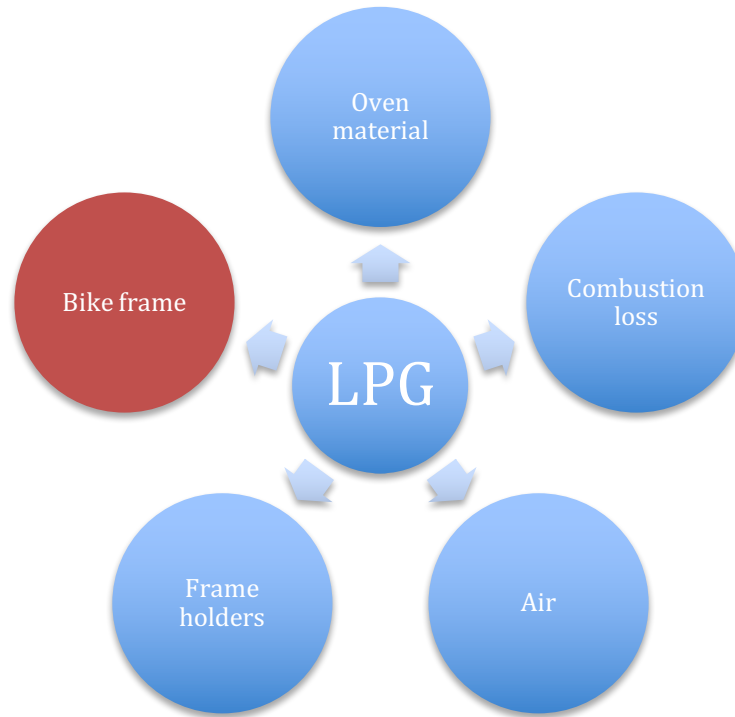 Oven
material
Combustion
loss
Air
Frame
holders
Bike frame
LPG